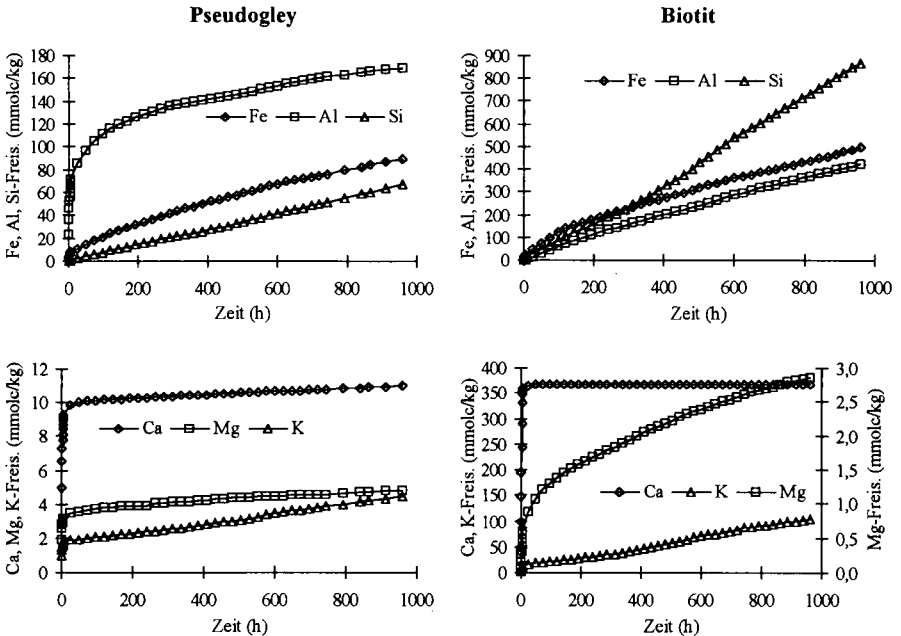 Pseudogley
Fe, Al, Si-Freis. (mmolc/kg)
180
160
140
120
100
80
60
40
20
0
Fe Al Si
0 200 400 600 800 1000
Zeit (h)
Biotit
Fe, Al, Si-Freis. (mmolc/kg)
900
800
700
600
500
400
300
200
100
0
Fe Al Si
0 200 400 600 800 1000
Zeit (h)
Ca, Mg, K-Freis. (mmolc/kg)
12
10
8
6
4
2
0
Ca Mg K
0 200 400 600 800 1000
Zeit (h)
Ca, K-Freis. (mmolc/kg)
400
350
300
250
200
150
100
50
0
Ca K Mg
3,0
2,5
2,0
1,5
1,0
0,5
0,0
Mg-Freis. (mmolc/kg)
0 200 400 600 800 1000
Zeit (h)